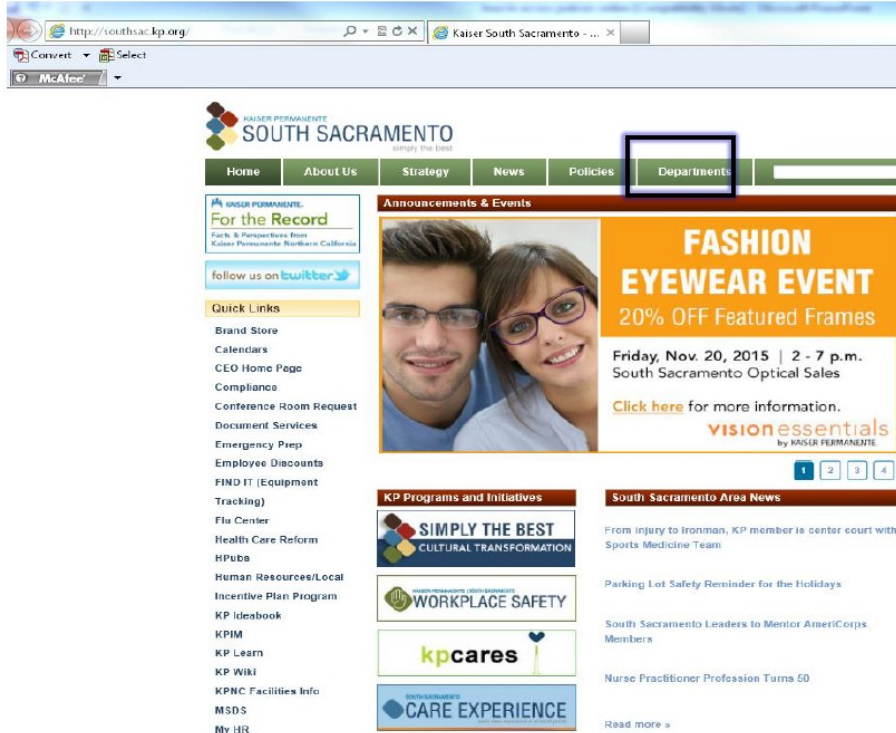 http://southsac.kp.org/
Kaiser South Sacramento - ...
Convert
Select
McAfee
KAISER PERMANENTE
SOUTH SACRAMENTO
simply the best
Home
About Us
Strategy
News
Policies
Departments
KAISER PERMANENTE.
For the Record
Facts & Perspectives from
Kaiser Permanente Northern California
follow us on twitter
Quick Links
Brand Store
Calendars
CEO Home Page
Compliance
Conference Room Request
Document Services
Emergency Prep
Employee Discounts
FIND IT (Equipment
Tracking)
Flu Center
Health Care Reform
HPubs
Human Resources/Local
Incentive Plan Program
KP Ideabook
KPIM
KP Learn
KP Wiki
KPNC Facilities Info
MSDS
My HR
Announcements & Events
FASHION
EYEWEAR EVENT
20% OFF Featured Frames
Friday, Nov. 20, 2015 | 2 - 7 p.m.
South Sacramento Optical Sales
Click here for more information.
vision essentials
by KAISER PERMANENTE
1 2 3 4
KP Programs and Initiatives
SIMPLY THE BEST
CULTURAL TRANSFORMATION
WORKPLACE SAFETY
kpcares
CARE EXPERIENCE
South Sacramento Area News
From Injury to Ironman, KP member is center court with
Sports Medicine Team
Parking Lot Safety Reminder for the Holidays
South Sacramento Leaders to Mentor AmeriCorps
Members
Nurse Practitioner Profession Turns 50
Read more »